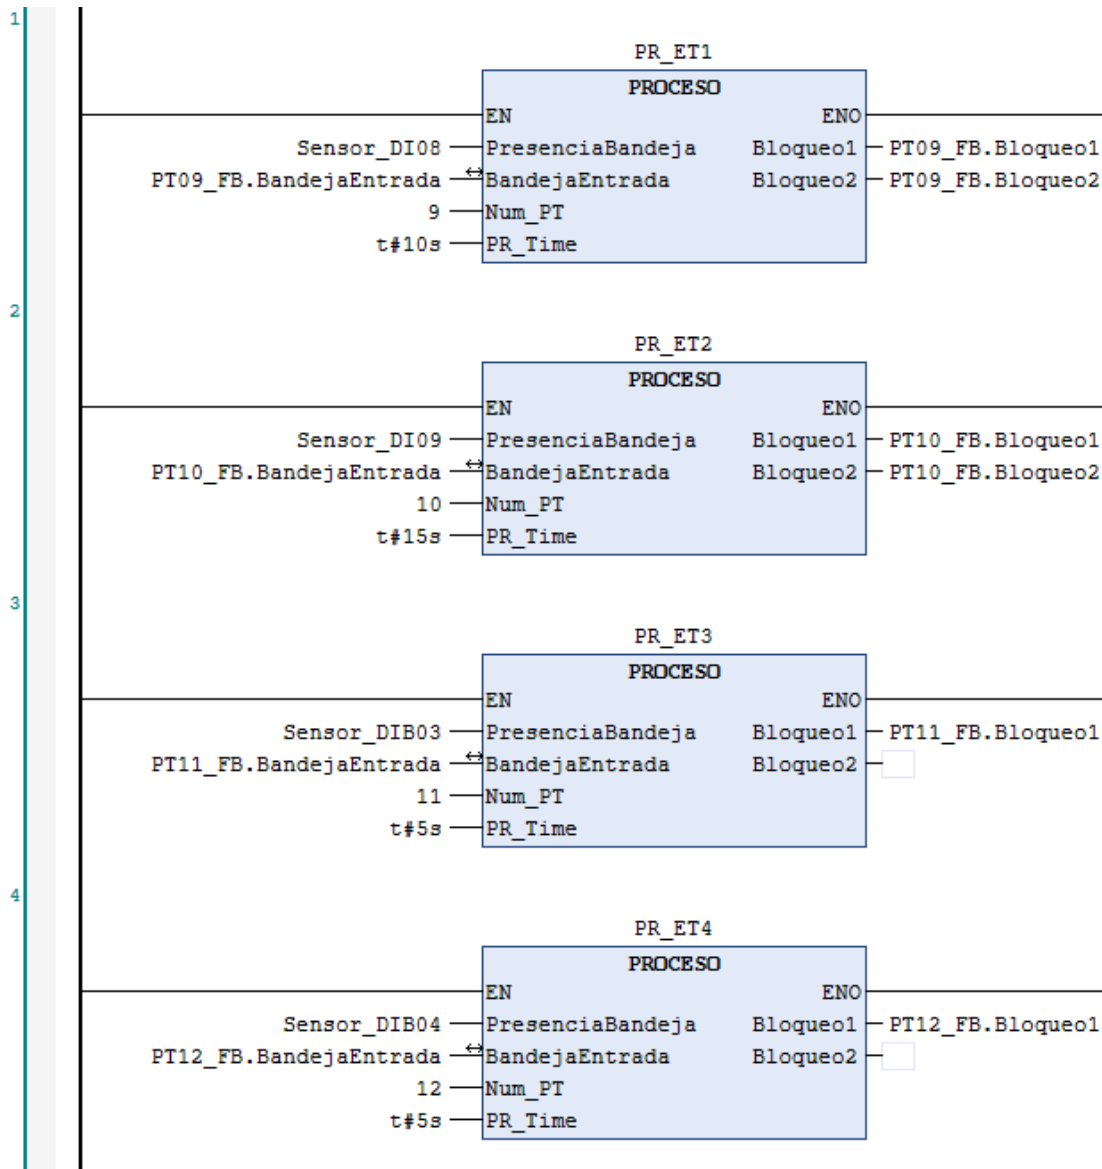 1
PR_ET1
PROCESO
EN ENO
Sensor_DI08 PresenciaBandeja Bloqueo1 PT09_FB.Bloqueo1
PT09_FB.BandejaEntrada BandejaEntrada Bloqueo2 PT09_FB.Bloqueo2
9 Num_PT
t#10s PR_Time
2
PR_ET2
PROCESO
EN ENO
Sensor_DI09 PresenciaBandeja Bloqueo1 PT10_FB.Bloqueo1
PT10_FB.BandejaEntrada BandejaEntrada Bloqueo2 PT10_FB.Bloqueo2
10 Num_PT
t#15s PR_Time
3
PR_ET3
PROCESO
EN ENO
Sensor_DIB03 PresenciaBandeja Bloqueo1 PT11_FB.Bloqueo1
PT11_FB.BandejaEntrada BandejaEntrada Bloqueo2
11 Num_PT
t#5s PR_Time
4
PR_ET4
PROCESO
EN ENO
Sensor_DIB04 PresenciaBandeja Bloqueo1 PT12_FB.Bloqueo1
PT12_FB.BandejaEntrada BandejaEntrada Bloqueo2
12 Num_PT
t#5s PR_Time